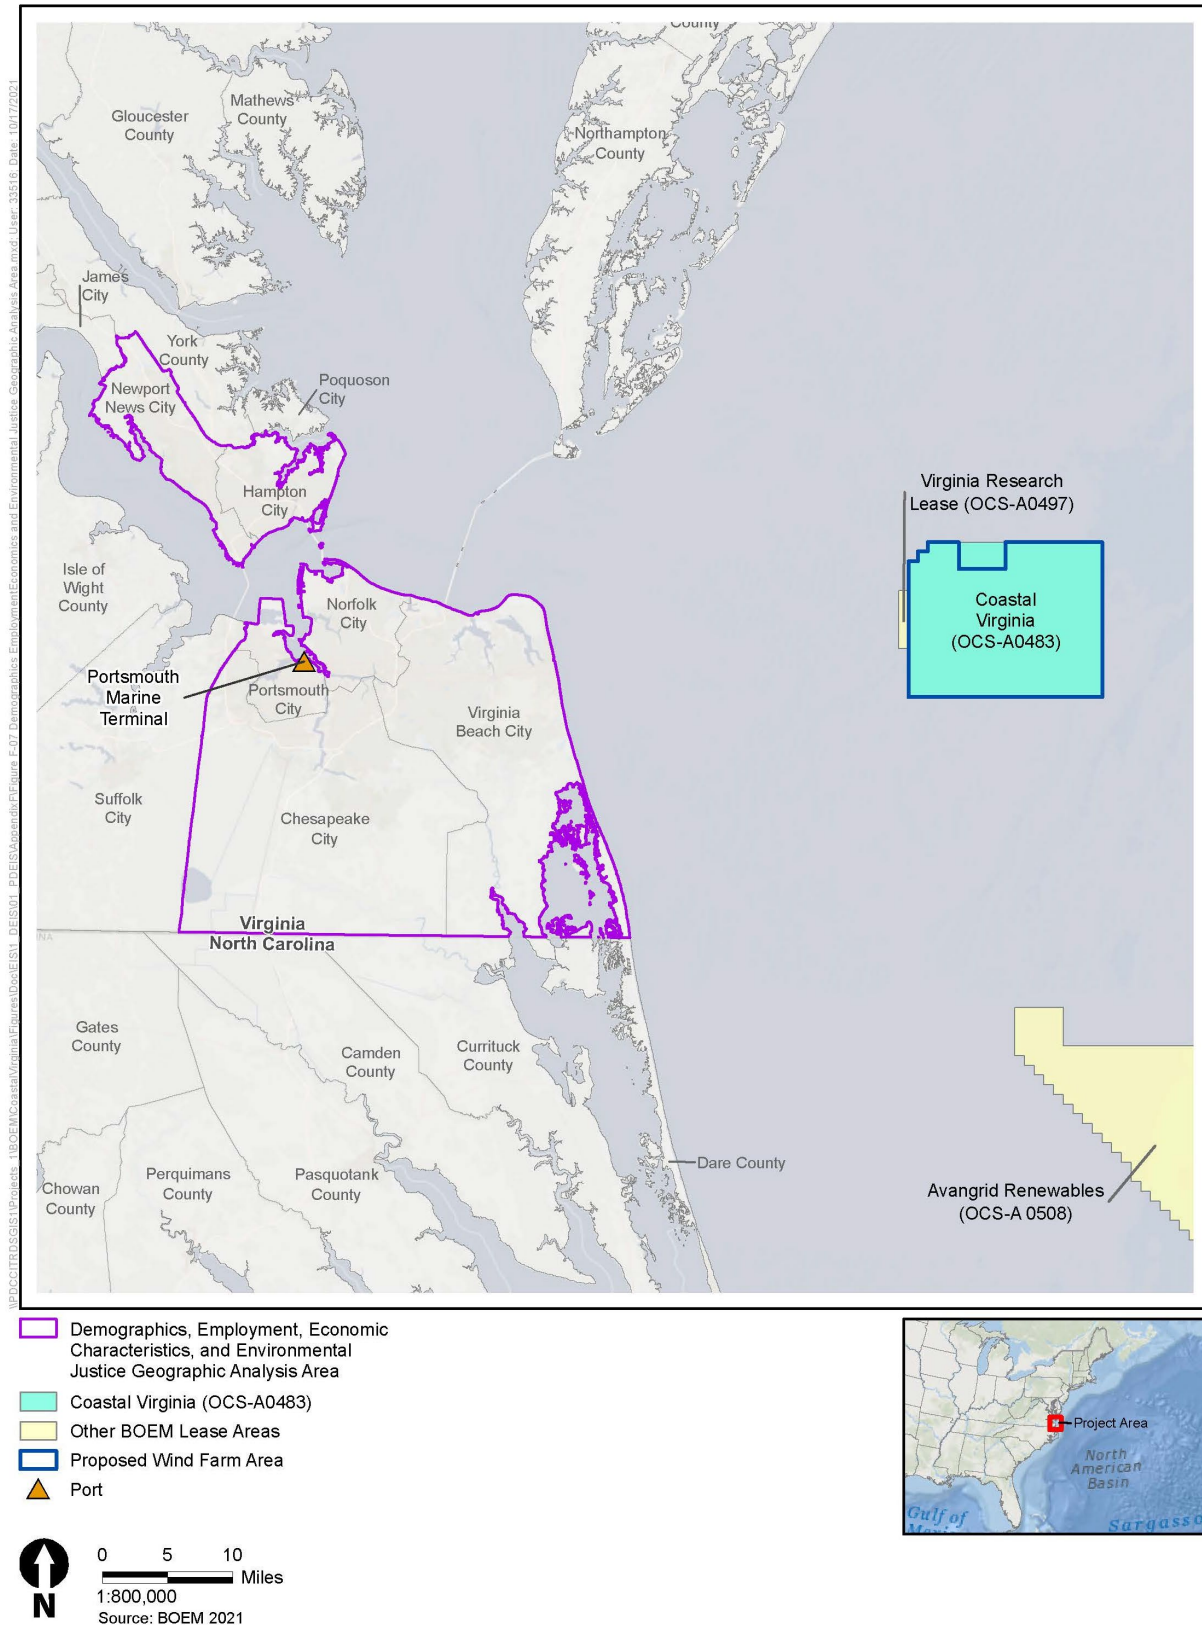 County
Mathews
County
Gloucester
County
Northampton
County
James
City
York
County
Poquoson
City
Newport
News City
Hampton
City
Virginia Research
Lease (OCS-A0497)
Isle of
Wight
County
Norfolk
City
Coastal
Virginia
(OCS-A0483)
Portsmouth
Marine
Terminal
Portsmouth
City
Virginia
Beach City
Suffolk
City
Chesapeake
City
Virginia
North Carolina
Gates
County
Camden
County
Currituck
County
Dare County
Perquimans
County
Pasquotank
County
Chowan
County
Avangrid Renewables
(OCS-A 0508)
Demographics, Employment, Economic
Characteristics, and Environmental
Justice Geographic Analysis Area
Coastal Virginia (OCS-A0483)
Other BOEM Lease Areas
Proposed Wind Farm Area
Port
Project Area
North
American
Basin
Gulf of
Sargasso
N
0 5 10
Miles
1:800,000
Source: BOEM 2021